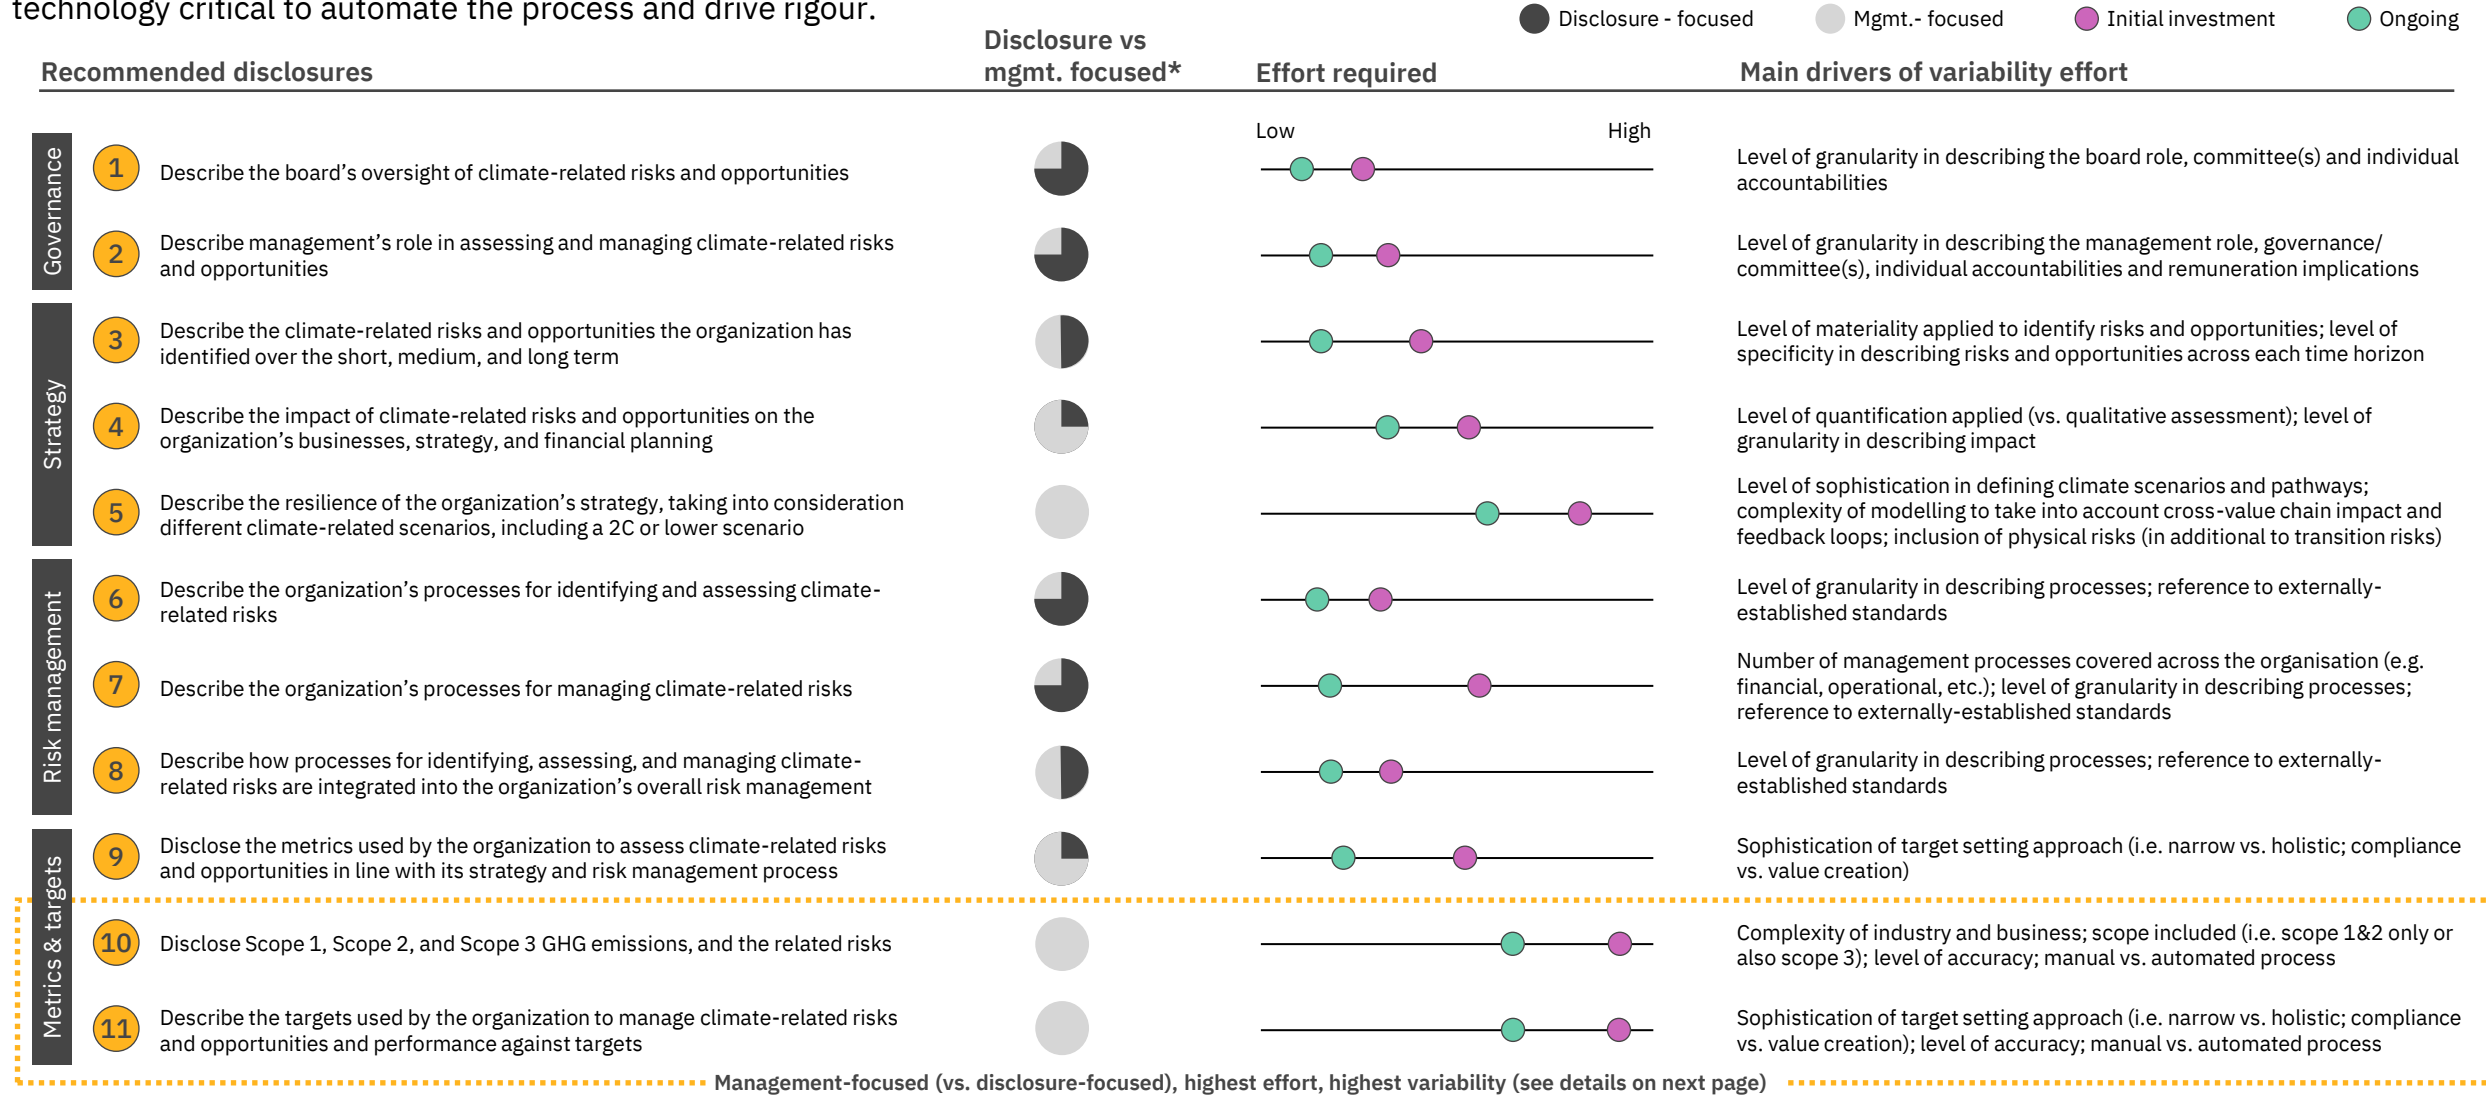 technology critical to automate the process and drive rigour.
Disclosure - focused
Mgmt.- focused
Initial investment
Ongoing
Recommended disclosures
Disclosure vs
mgmt. focused*
Effort required
Main drivers of variability effort
Low
High
Governance
1
Describe the board’s oversight of climate-related risks and opportunities
Level of granularity in describing the board role, committee(s) and individual
accountabilities
2
Describe management’s role in assessing and managing climate-related risks
and opportunities
Level of granularity in describing the management role, governance/
committee(s), individual accountabilities and remuneration implications
Strategy
3
Describe the climate-related risks and opportunities the organization has
identified over the short, medium, and long term
Level of materiality applied to identify risks and opportunities; level of
specificity in describing risks and opportunities across each time horizon
4
Describe the impact of climate-related risks and opportunities on the
organization’s businesses, strategy, and financial planning
Level of quantification applied (vs. qualitative assessment); level of
granularity in describing impact
5
Describe the resilience of the organization’s strategy, taking into consideration
different climate-related scenarios, including a 2C or lower scenario
Level of sophistication in defining climate scenarios and pathways;
complexity of modelling to take into account cross-value chain impact and
feedback loops; inclusion of physical risks (in additional to transition risks)
Risk management
6
Describe the organization’s processes for identifying and assessing climate-
related risks
Level of granularity in describing processes; reference to externally-
established standards
7
Describe the organization’s processes for managing climate-related risks
Number of management processes covered across the organisation (e.g.
financial, operational, etc.); level of granularity in describing processes;
reference to externally-established standards
8
Describe how processes for identifying, assessing, and managing climate-
related risks are integrated into the organization’s overall risk management
Level of granularity in describing processes; reference to externally-
established standards
Metrics & targets
9
Disclose the metrics used by the organization to assess climate-related risks
and opportunities in line with its strategy and risk management process
Sophistication of target setting approach (i.e. narrow vs. holistic; compliance
vs. value creation)
10
Disclose Scope 1, Scope 2, and Scope 3 GHG emissions, and the related risks
Complexity of industry and business; scope included (i.e. scope 1&2 only or
also scope 3); level of accuracy; manual vs. automated process
11
Describe the targets used by the organization to manage climate-related risks
and opportunities and performance against targets
Sophistication of target setting approach (i.e. narrow vs. holistic; compliance
vs. value creation); level of accuracy; manual vs. automated process
Management-focused (vs. disclosure-focused), highest effort, highest variability (see details on next page)